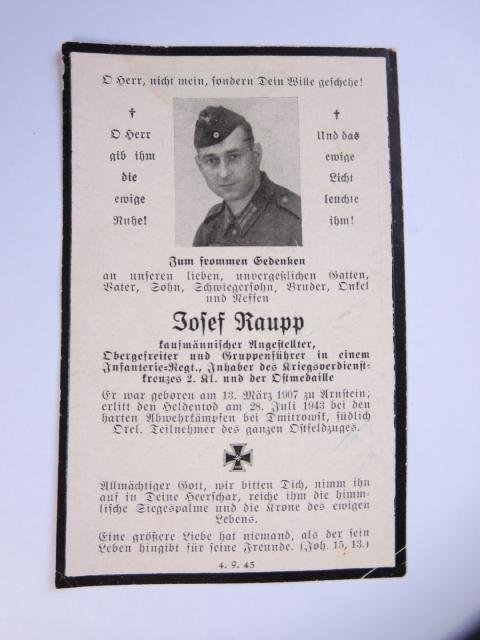 O Herr, nicht mein, sondern Dein Wille geschehe!
†
O Herr
gib ihm
die
ewige
Ruhe!
†
Und das
ewige
Licht
leuchte
ihm!
Zum frommen Gedenken
an unseren lieben, unvergeßlichen Gatten,
Vater, Sohn, Schwiegersohn, Bruder, Onkel
und Neffen
Josef Raupp
kaufmännischer Angestellter,
Obergefreiter und Gruppenführer in einem
Infanterie-Regt., Inhaber des Kriegsverdienst-
kreuzes 2. Kl. und der Ostmedaille
Er war geboren am 13. März 1907 zu Arnstein;
erlitt den Heldentod am 28. Juli 1943 bei den
harten Abwehrkämpfen bei Dmitrowsk, südlich
Orel. Teilnehmer des ganzen Ostfeldzuges.
Allmächtiger Gott, wir bitten Dich, nimm ihn
auf in Deine Heerschar, reiche ihm die himm-
lische Siegespalme und die Krone des ewigen
Lebens.
Eine größere Liebe hat niemand, als der sein
Leben hingibt für seine Freunde. (Joh. 15, 13.)
4. 9. 43